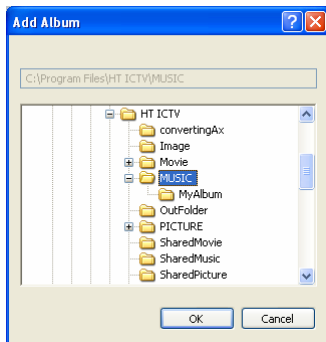 Add Album
C:\Program Files\HT ICTV\MUSIC
HT ICTV
convertingAx
Image
Movie
MUSIC
MyAlbum
OutFolder
PICTURE
SharedMovie
SharedMusic
SharedPicture
OK Cancel